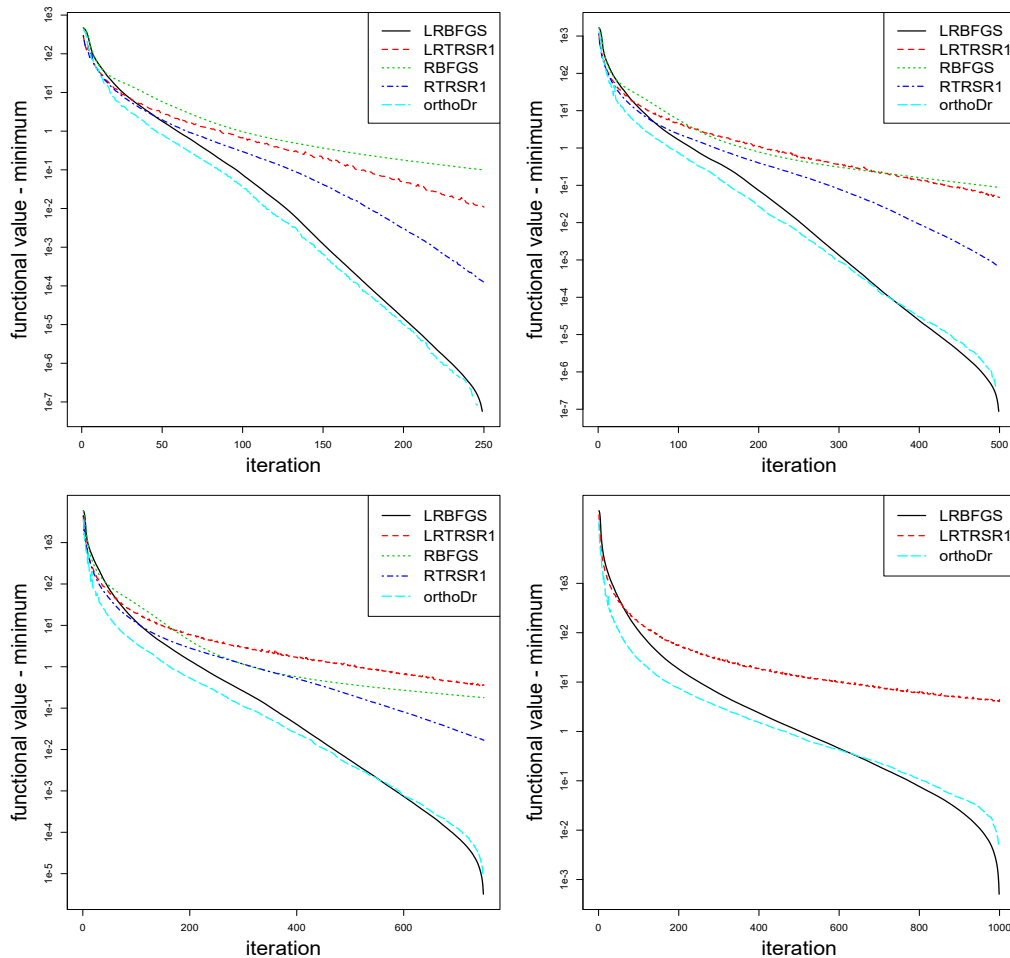 functional value - minimum
1e3
1e2
1e1
1
1e-1
1e-2
1e-3
1e-4
1e-5
1e-6
1e-7
LRBFGS
LRTRSR1
RBFGS
RTRSR1
orthoDr
0 50 100 150 200 250
iteration
functional value - minimum
1e3
1e2
1e1
1
1e-1
1e-2
1e-3
1e-4
1e-5
1e-6
1e-7
LRBFGS
LRTRSR1
RBFGS
RTRSR1
orthoDr
0 100 200 300 400 500
iteration
functional value - minimum
1e3
1e2
1e1
1
1e-1
1e-2
1e-3
1e-4
1e-5
LRBFGS
LRTRSR1
RBFGS
RTRSR1
orthoDr
0 200 400 600
iteration
functional value - minimum
1e3
1e2
1e1
1
1e-1
1e-2
1e-3
LRBFGS
LRTRSR1
orthoDr
0 200 400 600 800 1000
iteration